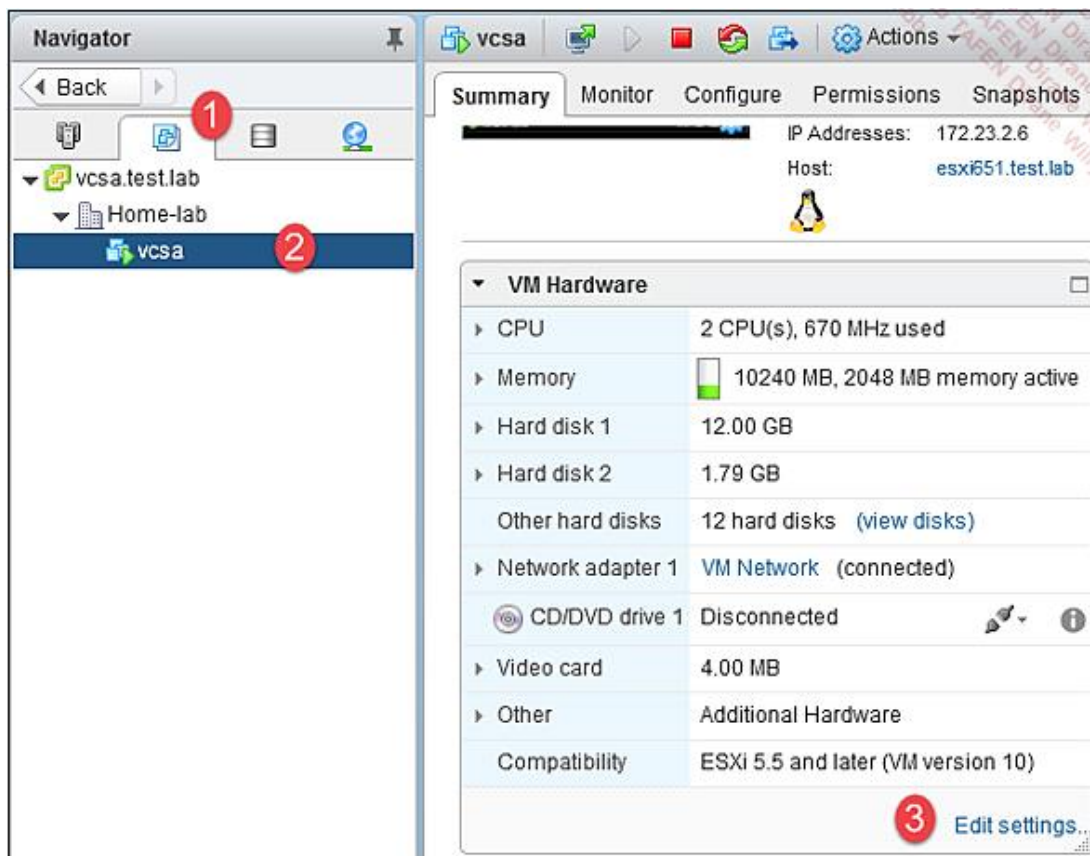 Navigator
Back
1
vcsa.test.lab
Home-lab
vcsa 2
vcsa Actions
Summary Monitor Configure Permissions Snapshots
IP Addresses: 172.23.2.6
Host: esxi651.test.lab
VM Hardware
CPU 2 CPU(s), 670 MHz used
Memory 10240 MB, 2048 MB memory active
Hard disk 1 12.00 GB
Hard disk 2 1.79 GB
Other hard disks 12 hard disks (view disks)
Network adapter 1 VM Network (connected)
CD/DVD drive 1 Disconnected
Video card 4.00 MB
Other Additional Hardware
Compatibility ESXi 5.5 and later (VM version 10)
3 Edit settings..